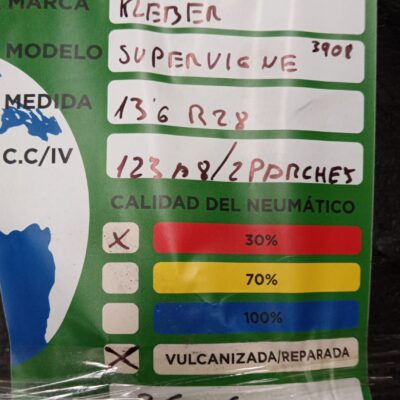 MARCA KLEBER
MODELO SUPERVIGNE 3908
MEDIDA 13'6 R28
C.C/IV 123 A8/2 PARCHES
CALIDAD DEL NEUMÁTICO
X 30%
70%
100%
X VULCANIZADA/REPARADA